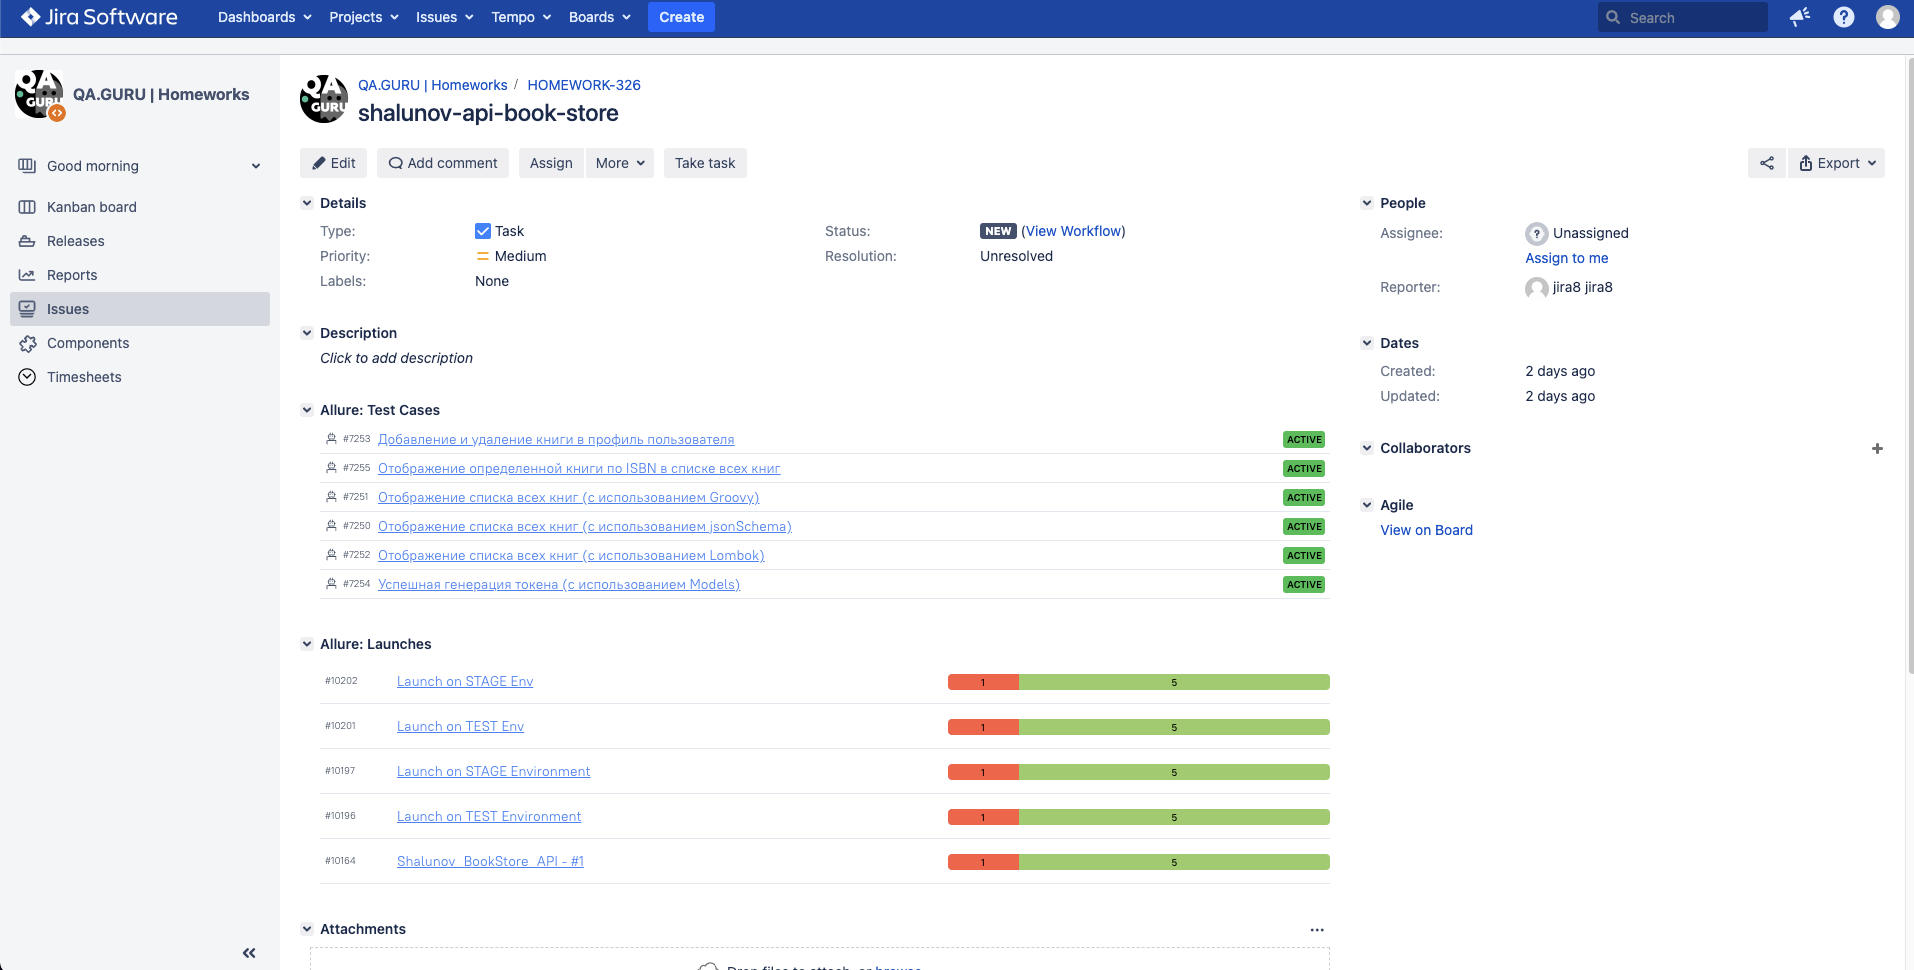 Jira Software Dashboards Projects Issues Tempo Boards Create Search
QA.GURU | Homeworks
Good morning
Kanban board
Releases
Reports
Issues
Components
Timesheets
QA GURU
QA.GURU | Homeworks / HOMEWORK-326
shalunov-api-book-store
Edit Add comment Assign More Take task Export
Details
Type: Task
Priority: Medium
Labels: None
Status: NEW (View Workflow)
Resolution: Unresolved
Description
Click to add description
Allure: Test Cases
#7253 Добавление и удаление книги в профиль пользователя ACTIVE
#7255 Отображение определенной книги по ISBN в списке всех книг ACTIVE
#7251 Отображение списка всех книг (с использованием Groovy) ACTIVE
#7250 Отображение списка всех книг (с использованием jsonSchema) ACTIVE
#7252 Отображение списка всех книг (с использованием Lombok) ACTIVE
#7254 Успешная генерация токена (с использованием Models) ACTIVE
Allure: Launches
#10202 Launch on STAGE Env 1 5
#10201 Launch on TEST Env 1 5
#10197 Launch on STAGE Environment 1 5
#10196 Launch on TEST Environment 1 5
#10164 Shalunov_BookStore_API - #1 1 5
Attachments
Drop files to attach, or browse.
People
Assignee: Unassigned
Assign to me
Reporter: jira8 jira8
Dates
Created: 2 days ago
Updated: 2 days ago
Collaborators
Agile
View on Board